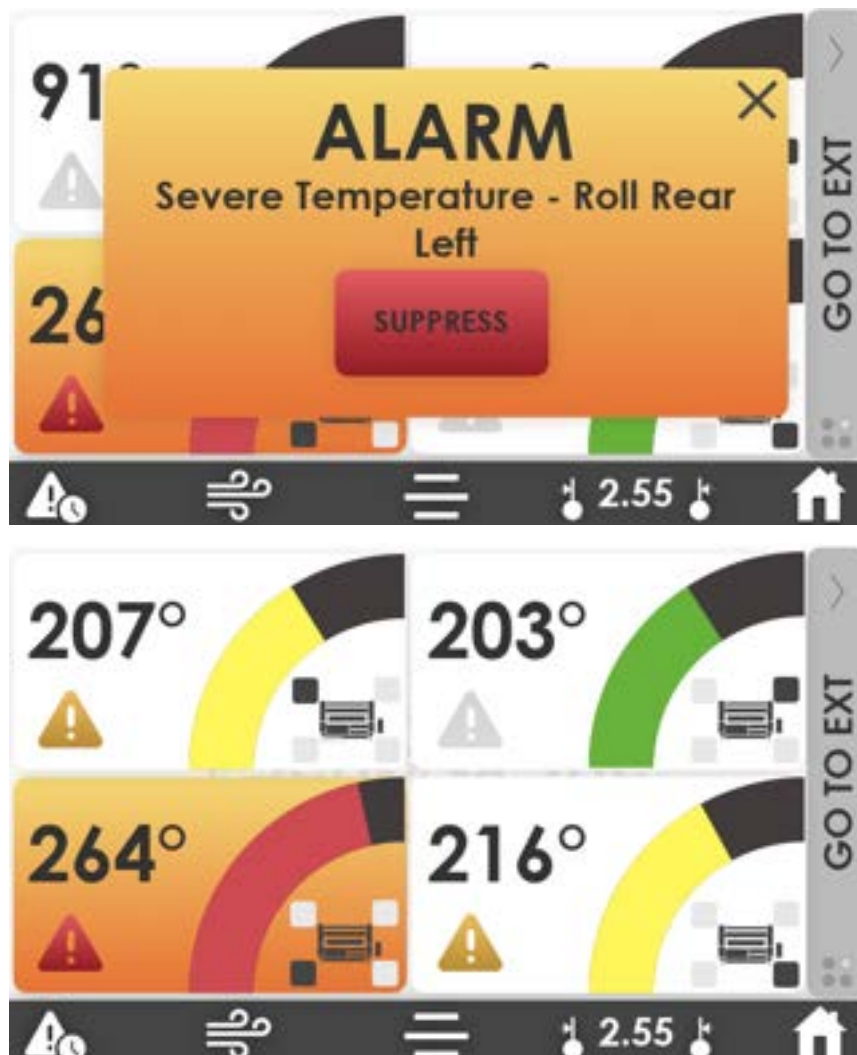 91°
ALARM
Severe Temperature - Roll Rear
Left
SUPPRESS
26
GO TO EXT
2.55
207°
203°
264°
216°
GO TO EXT
2.55